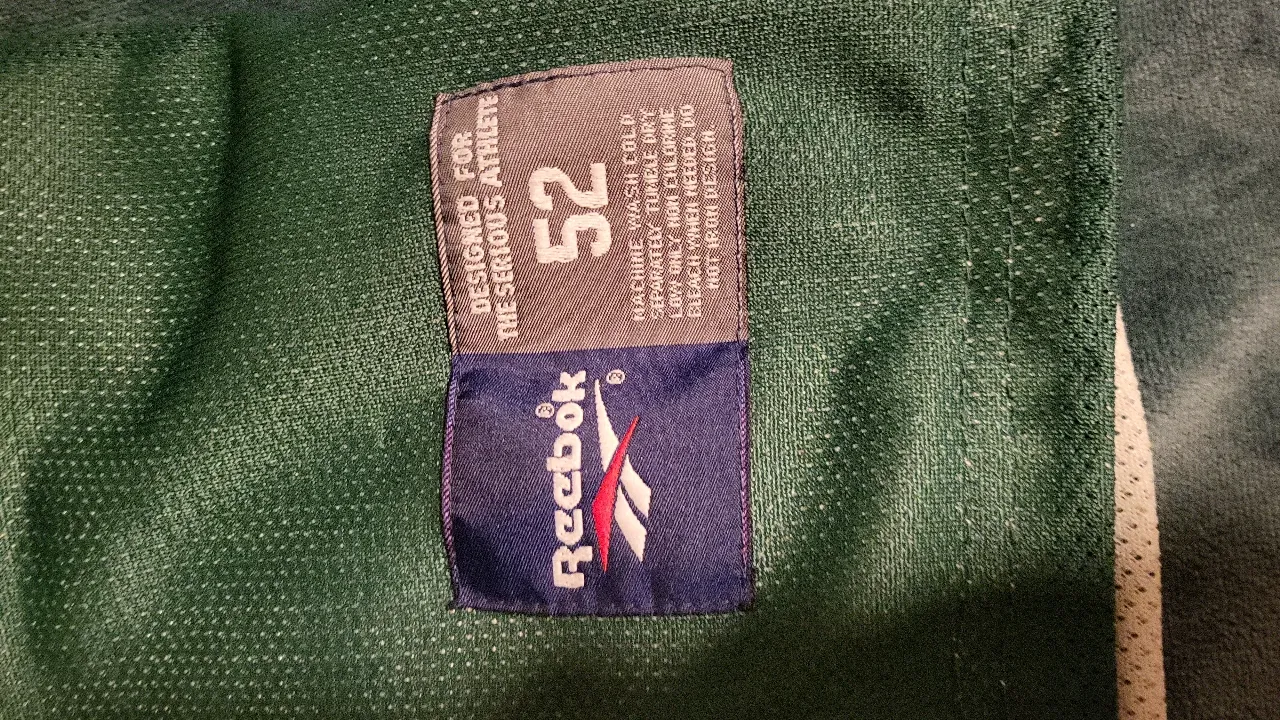 Reebok®
®
DESIGNED FOR
THE SERIOUS ATHLETE
52
MACHINE WASH COLD
SEPARATELY TUMBLE DRY
LOW ONLY NON CHLORINE
BLEACH WHEN NEEDED DO
NOT IRON DESIGN